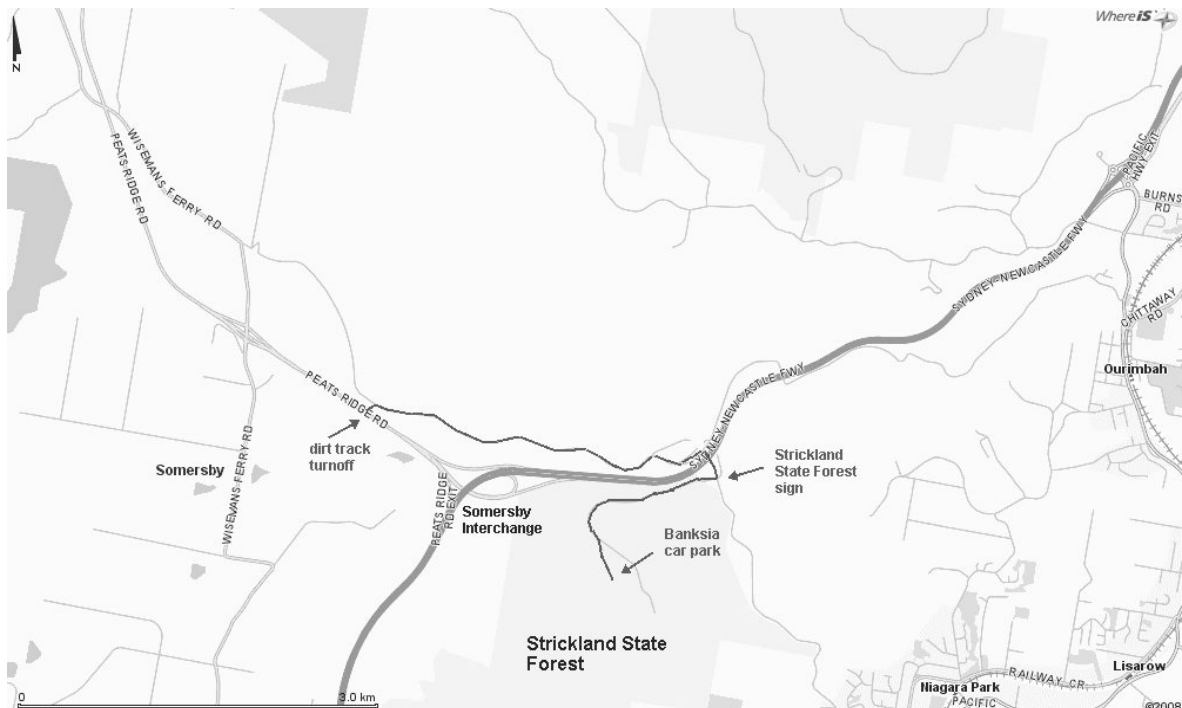 Where iS
N
WISEMANS FERRY RD
PEATS RIDGE RD
PACIFIC
HWY EXIT
BURNS
RD
SYDNEY-NEWCASTLE FWY
CHITTAWAY
RD
Ourimbah
SYDNEY-NEWCASTLE FWY
PEATS RIDGE RD
dirt track
turnoff
Somersby
WISEMANS FERRY RD
PEATS RIDGE
RD EXIT
Somersby
Interchange
Strickland
State Forest
sign
Banksia
car park
Strickland State
Forest
Lisarow
RAILWAY CR
Niagara Park
PACIFIC
0
3.0 km
©2008